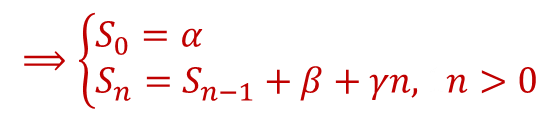 ⟹ {S₀ = α
Sₙ = Sₙ₋₁ + β + γn, n > 0